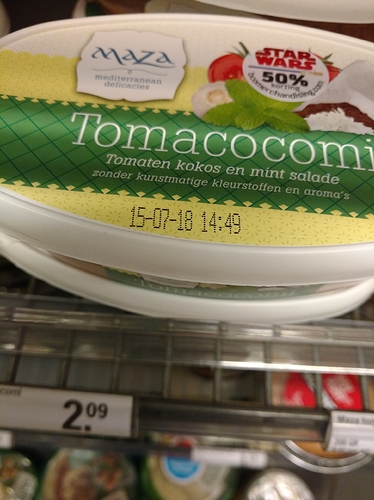 maza
mediterranean
delicacies
STAR
WARS
50%
korting
Tomacocomi
Tomaten kokos en mint salade
zonder kunstmatige kleurstoffen en aroma's
15-07-18 14:49
2.09
Maza